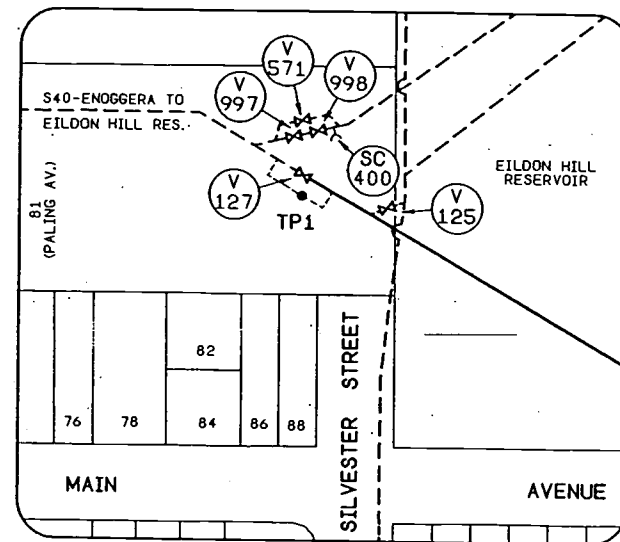 V
571
V
998
V
997
S40-ENOGGERA TO
EILDON HILL RES.
SC
400
EILDON HILL
RESERVOIR
V
127
V
125
TP1
81
(PALING AV.)
82
76
78
84
86
88
SILVESTER STREET
MAIN
AVENUE